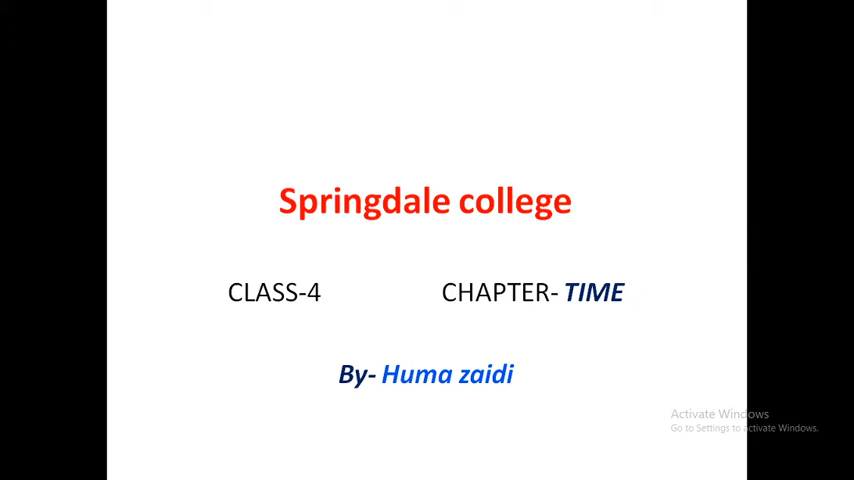 Springdale college
CLASS-4 CHAPTER- TIME
By- Huma zaidi
Activate Windows
Go to Settings to activate Windows.